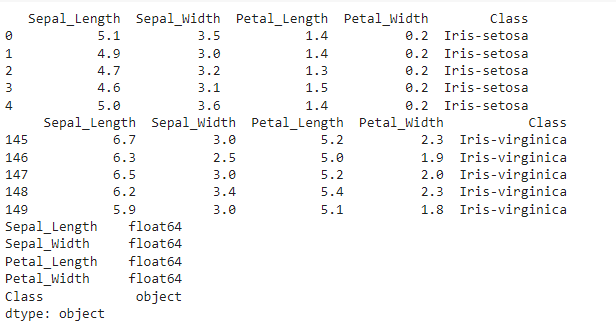 Sepal_Length  Sepal_Width  Petal_Length  Petal_Width        Class
0           5.1          3.5           1.4          0.2  Iris-setosa
1           4.9          3.0           1.4          0.2  Iris-setosa
2           4.7          3.2           1.3          0.2  Iris-setosa
3           4.6          3.1           1.5          0.2  Iris-setosa
4           5.0          3.6           1.4          0.2  Iris-setosa
     Sepal_Length  Sepal_Width  Petal_Length  Petal_Width           Class
145           6.7          3.0           5.2          2.3  Iris-virginica
146           6.3          2.5           5.0          1.9  Iris-virginica
147           6.5          3.0           5.2          2.0  Iris-virginica
148           6.2          3.4           5.4          2.3  Iris-virginica
149           5.9          3.0           5.1          1.8  Iris-virginica
Sepal_Length    float64
Sepal_Width     float64
Petal_Length    float64
Petal_Width     float64
Class            object
dtype: object